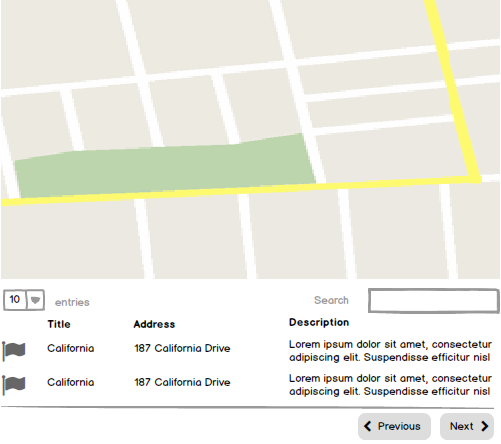 10 entries Search
Title Address Description
California 187 California Drive Lorem ipsum dolor sit amet, consectetur
adipiscing elit. Suspendisse efficitur nisl
California 187 California Drive Lorem ipsum dolor sit amet, consectetur
adipiscing elit. Suspendisse efficitur nisl
Previous Next